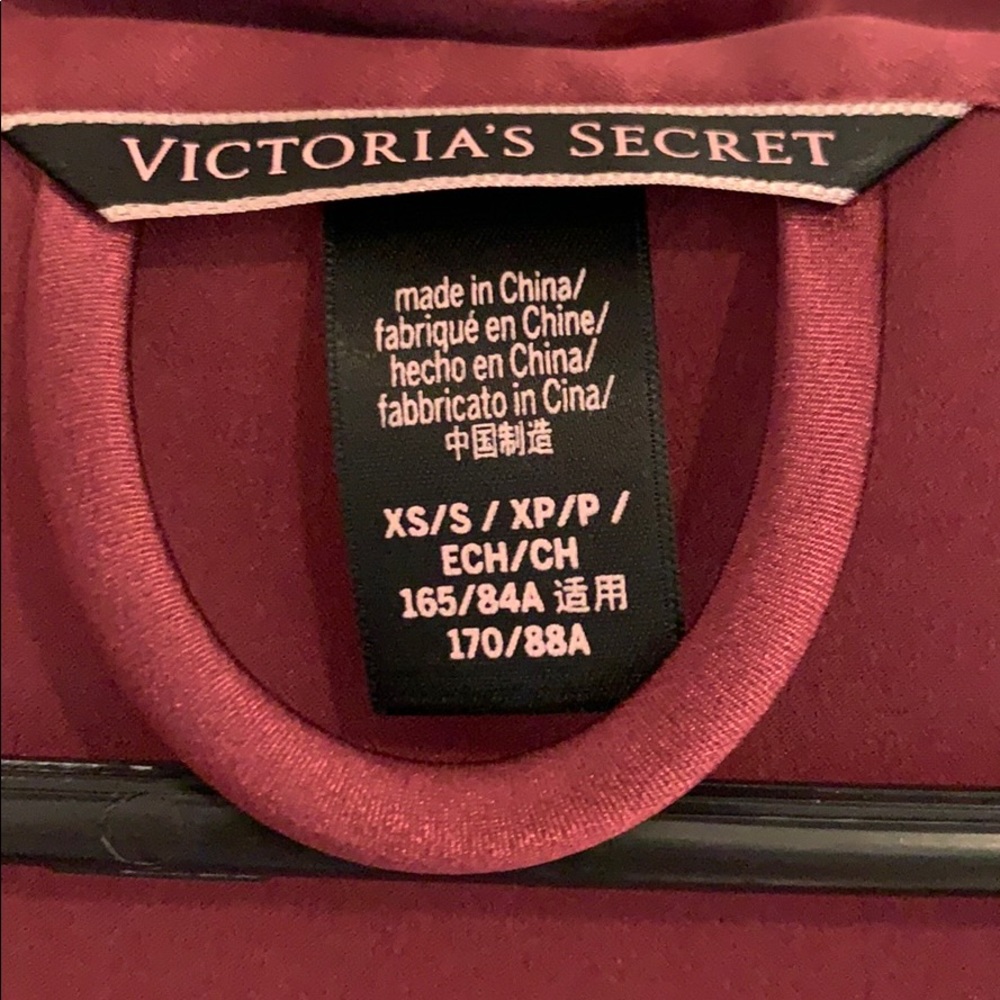 VICTORIA'S SECRET
made in China/
fabriqué en Chine/
hecho en China/
fabbricato in Cina/
中国制造
XS/S / XP/P /
ECH/CH
165/84A 适用
170/88A